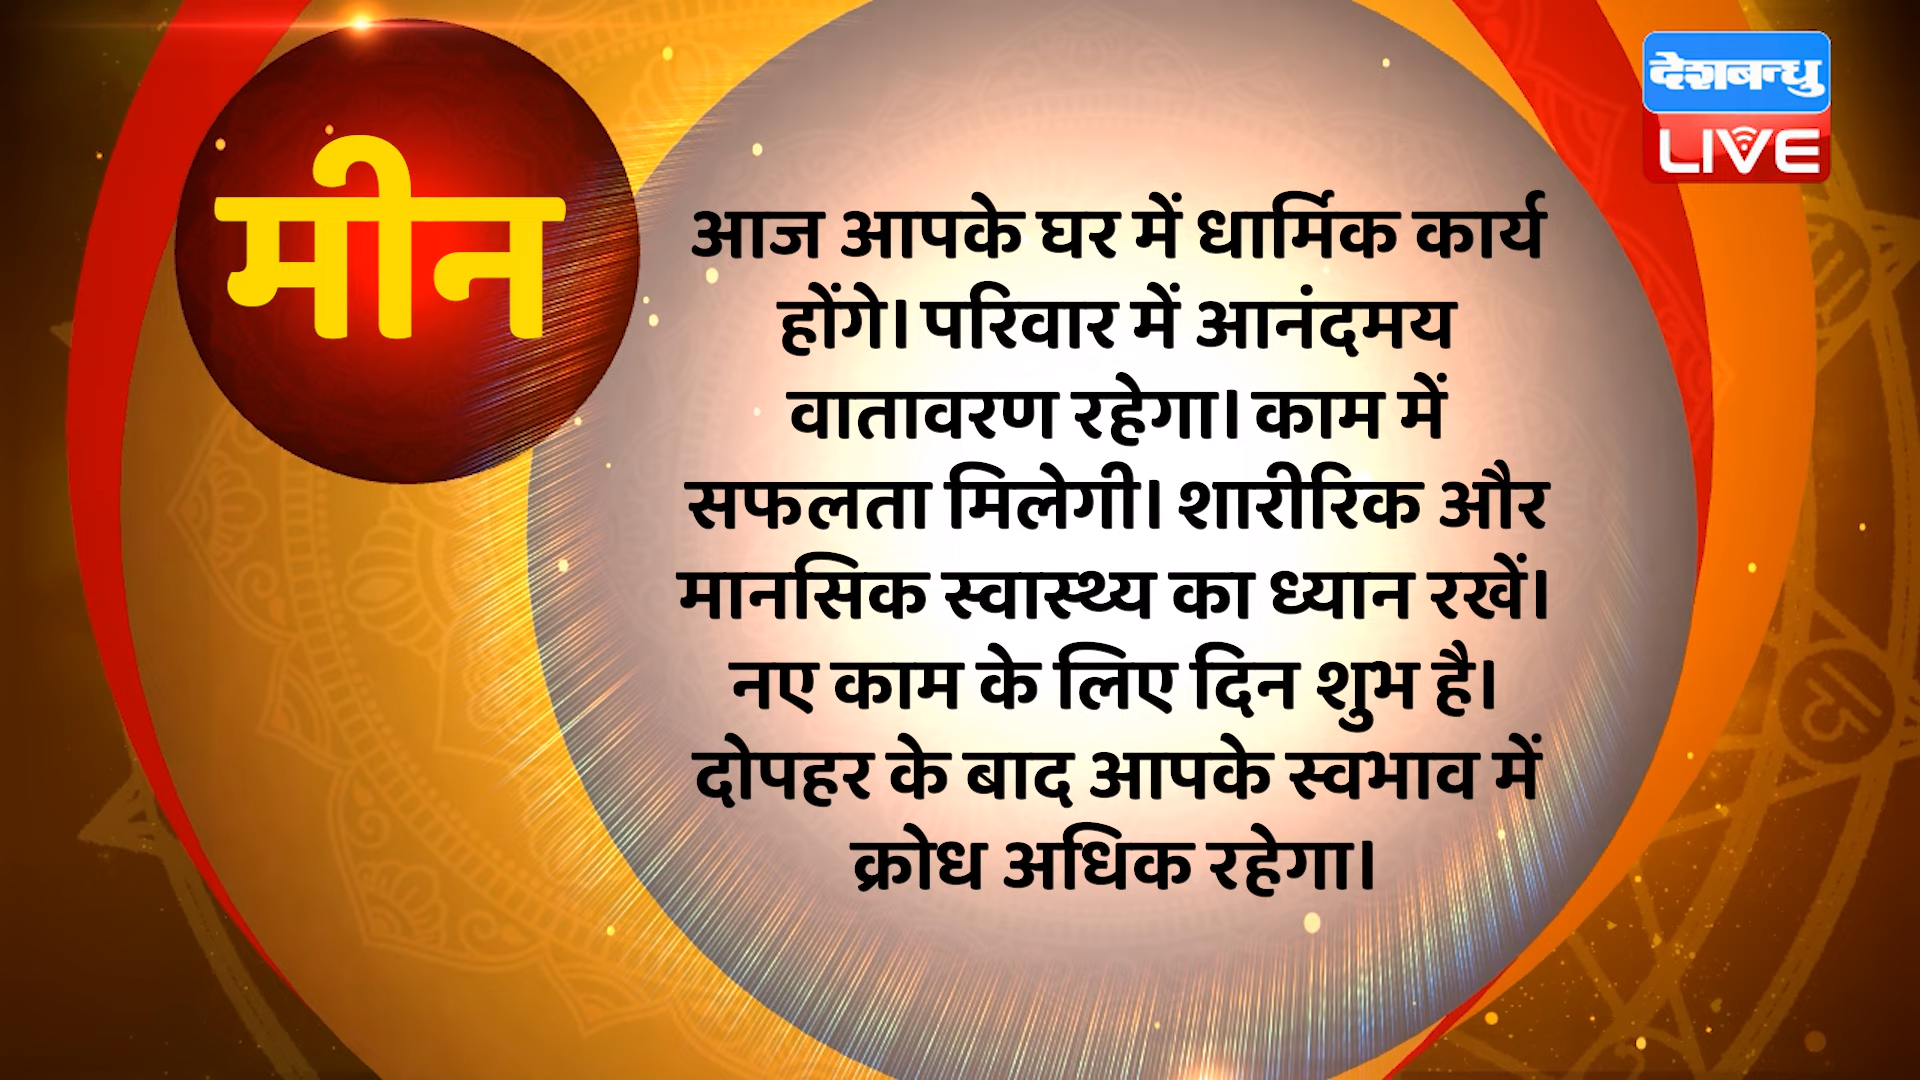 मीन
देशबन्धु
LIVE
आज आपके घर में धार्मिक कार्य
होंगे। परिवार में आनंदमय
वातावरण रहेगा। काम में
सफलता मिलेगी। शारीरिक और
मानसिक स्वास्थ्य का ध्यान रखें।
नए काम के लिए दिन शुभ है।
दोपहर के बाद आपके स्वभाव में
क्रोध अधिक रहेगा।